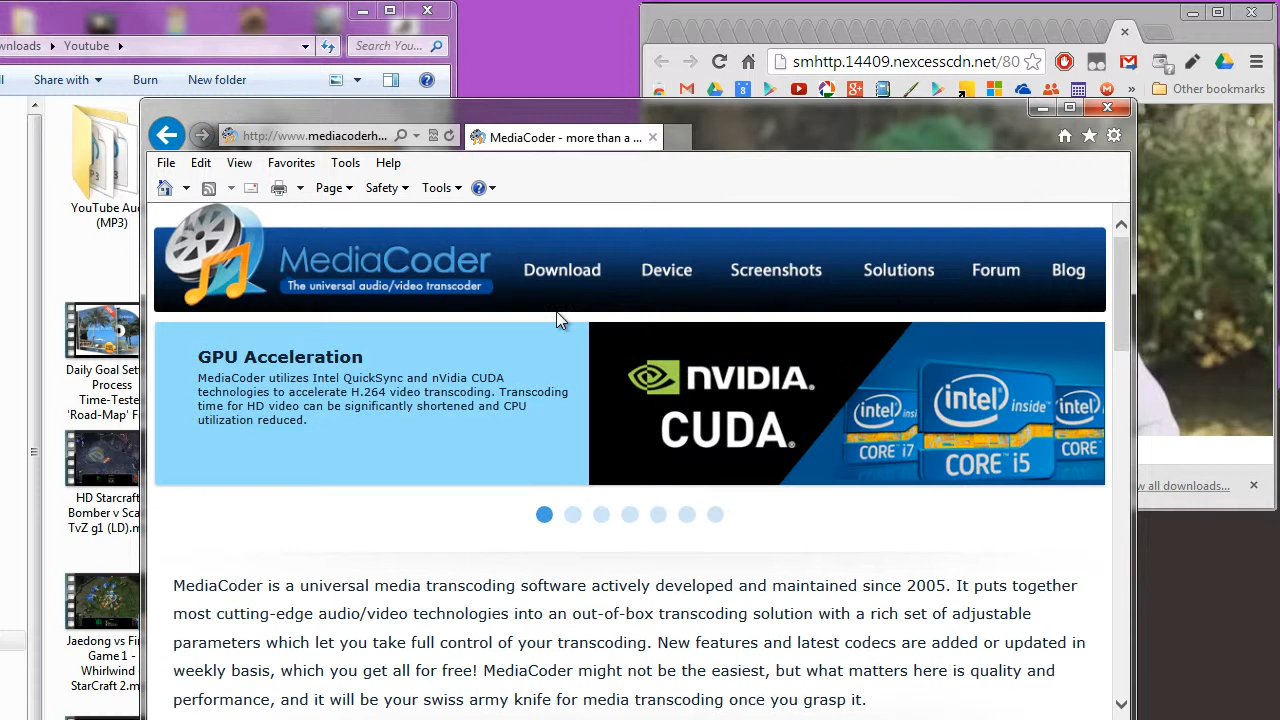 wnloads Youtube Search You...
Share with Burn New folder
YouTube Au
(MP3)
Daily Goal Set
Process
Time-Teste
'Road-Map' F
HD Starcraf
Bomber v Sc
TvZ g1 (LD).m
Jaedong vs Fi
Game 1 -
Whirlwind
StarCraft 2.m
smhttp.14409.nexcesscdn.net/80
8
Other bookmarks
w all downloads...
http://www.mediacoderh...
MediaCoder - more than a ...
File Edit View Favorites Tools Help
Page Safety Tools
MediaCoder
The universal audio/video transcoder
Download Device Screenshots Solutions Forum Blog
GPU Acceleration
MediaCoder utilizes Intel QuickSync and nVidia CUDA
technologies to accelerate H.264 video transcoding. Transcoding
time for HD video can be significantly shortened and CPU
utilization reduced.
NVIDIA.
CUDA.
intel insi
CORE i7
intel inside
CORE i5
intel inside
CORE i
MediaCoder is a universal media transcoding software actively developed and maintained since 2005. It puts together
most cutting-edge audio/video technologies into an out-of-box transcoding solution with a rich set of adjustable
parameters which let you take full control of your transcoding. New features and latest codecs are added or updated in
weekly basis, which you get all for free! MediaCoder might not be the easiest, but what matters here is quality and
performance, and it will be your swiss army knife for media transcoding once you grasp it.